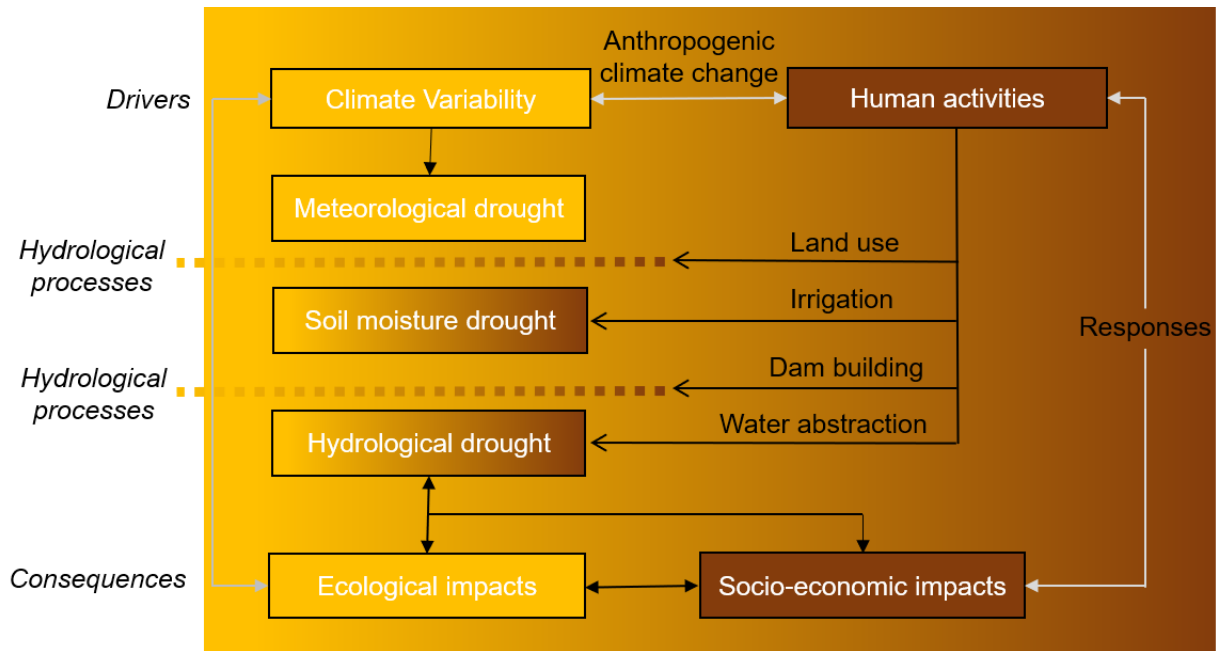 Anthropogenic
climate change
Drivers
Climate Variability
Human activities
Meteorological drought
Hydrological
processes
Land use
Soil moisture drought
Irrigation
Responses
Hydrological
processes
Dam building
Water abstraction
Hydrological drought
Consequences
Ecological impacts
Socio-economic impacts